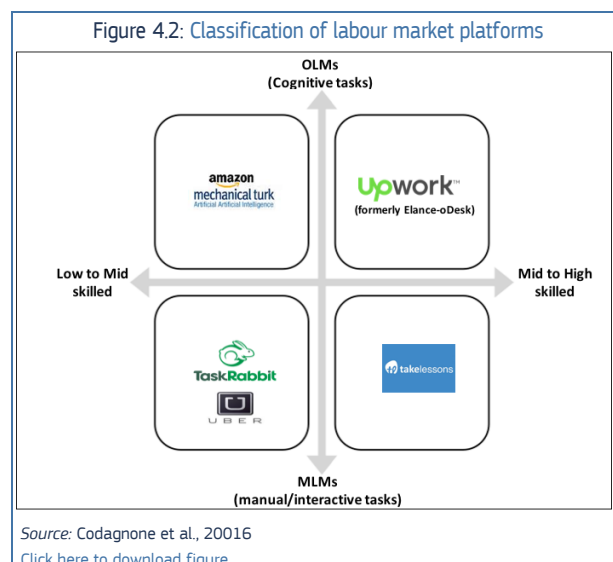 Figure 4.2: Classification of labour market platforms
OLMs
(Cognitive tasks)
amazon
mechanical turk
Artificial Artificial Intelligence
upwork™
(formerly Elance-oDesk)
Low to Mid
skilled
Mid to High
skilled
TaskRabbit
U
UBER
takelessons
MLMs
(manual/interactive tasks)
Source: Codagnone et al., 20016
Click here to download figure